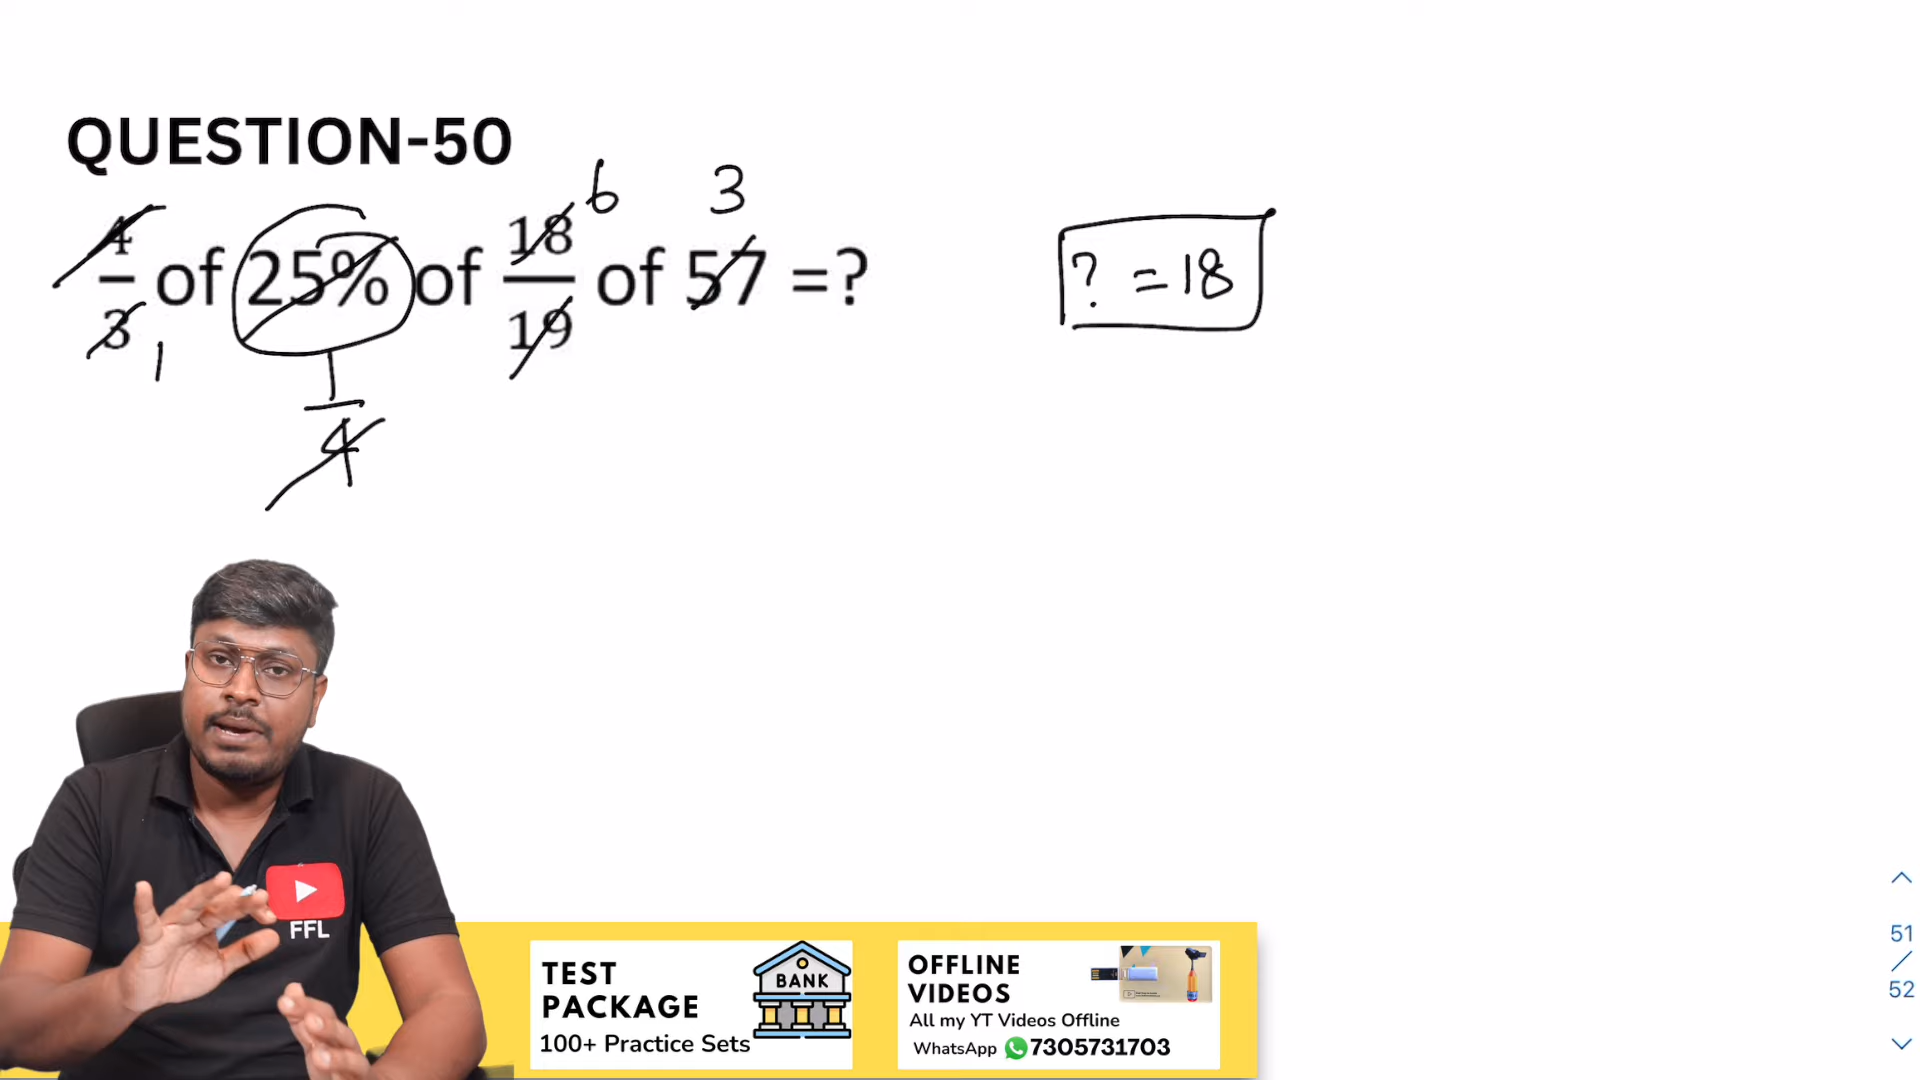 QUESTION-50
6 3
4/3 of 25% of 18/19 of 57 =?
1
1/4
? = 18
FFL
TEST
PACKAGE
100+ Practice Sets
BANK
OFFLINE
VIDEOS
All my YT Videos Offline
WhatsApp 7305731703
51
/
52